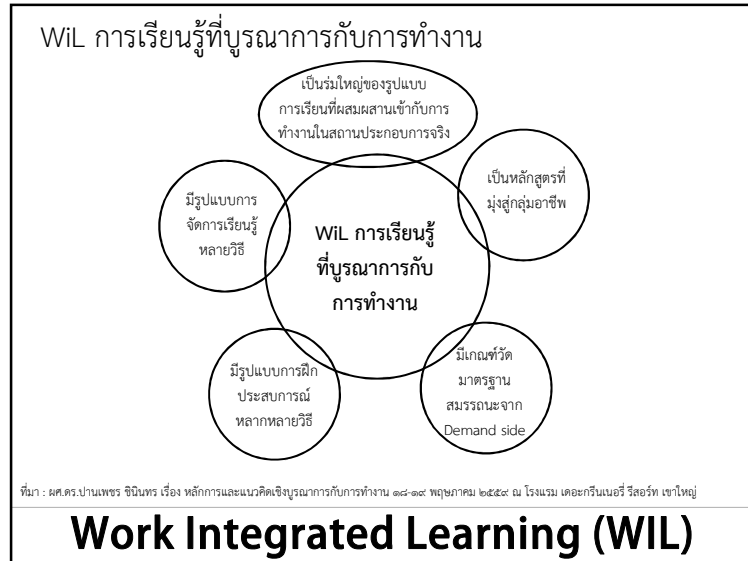 WiL การเรียนรู้ที่บูรณาการกับการทำงาน
เป็นร่มใหญ่ของรูปแบบ
การเรียนที่ผสมผสานเข้ากับการ
ทำงานในสถานประกอบการจริง
เป็นหลักสูตรที่
มุ่งสู่กลุ่มอาชีพ
มีรูปแบบการ
จัดการเรียนรู้
หลายวิธี
WiL การเรียนรู้
ที่บูรณาการกับ
การทำงาน
มีรูปแบบการฝึก
ประสบการณ์
หลากหลายวิธี
มีเกณฑ์วัด
มาตรฐาน
สมรรถนะจาก
Demand side
ที่มา : ผศ.ดร.ปานเพชร ชินินทร เรื่อง หลักการและแนวคิดเชิงบูรณาการกับการทำงาน ๑๘-๑๙ พฤษภาคม ๒๕๕๙ ณ โรงแรม เดอะกรีนเนอรี่ รีสอร์ท เขาใหญ่
Work Integrated Learning (WIL)